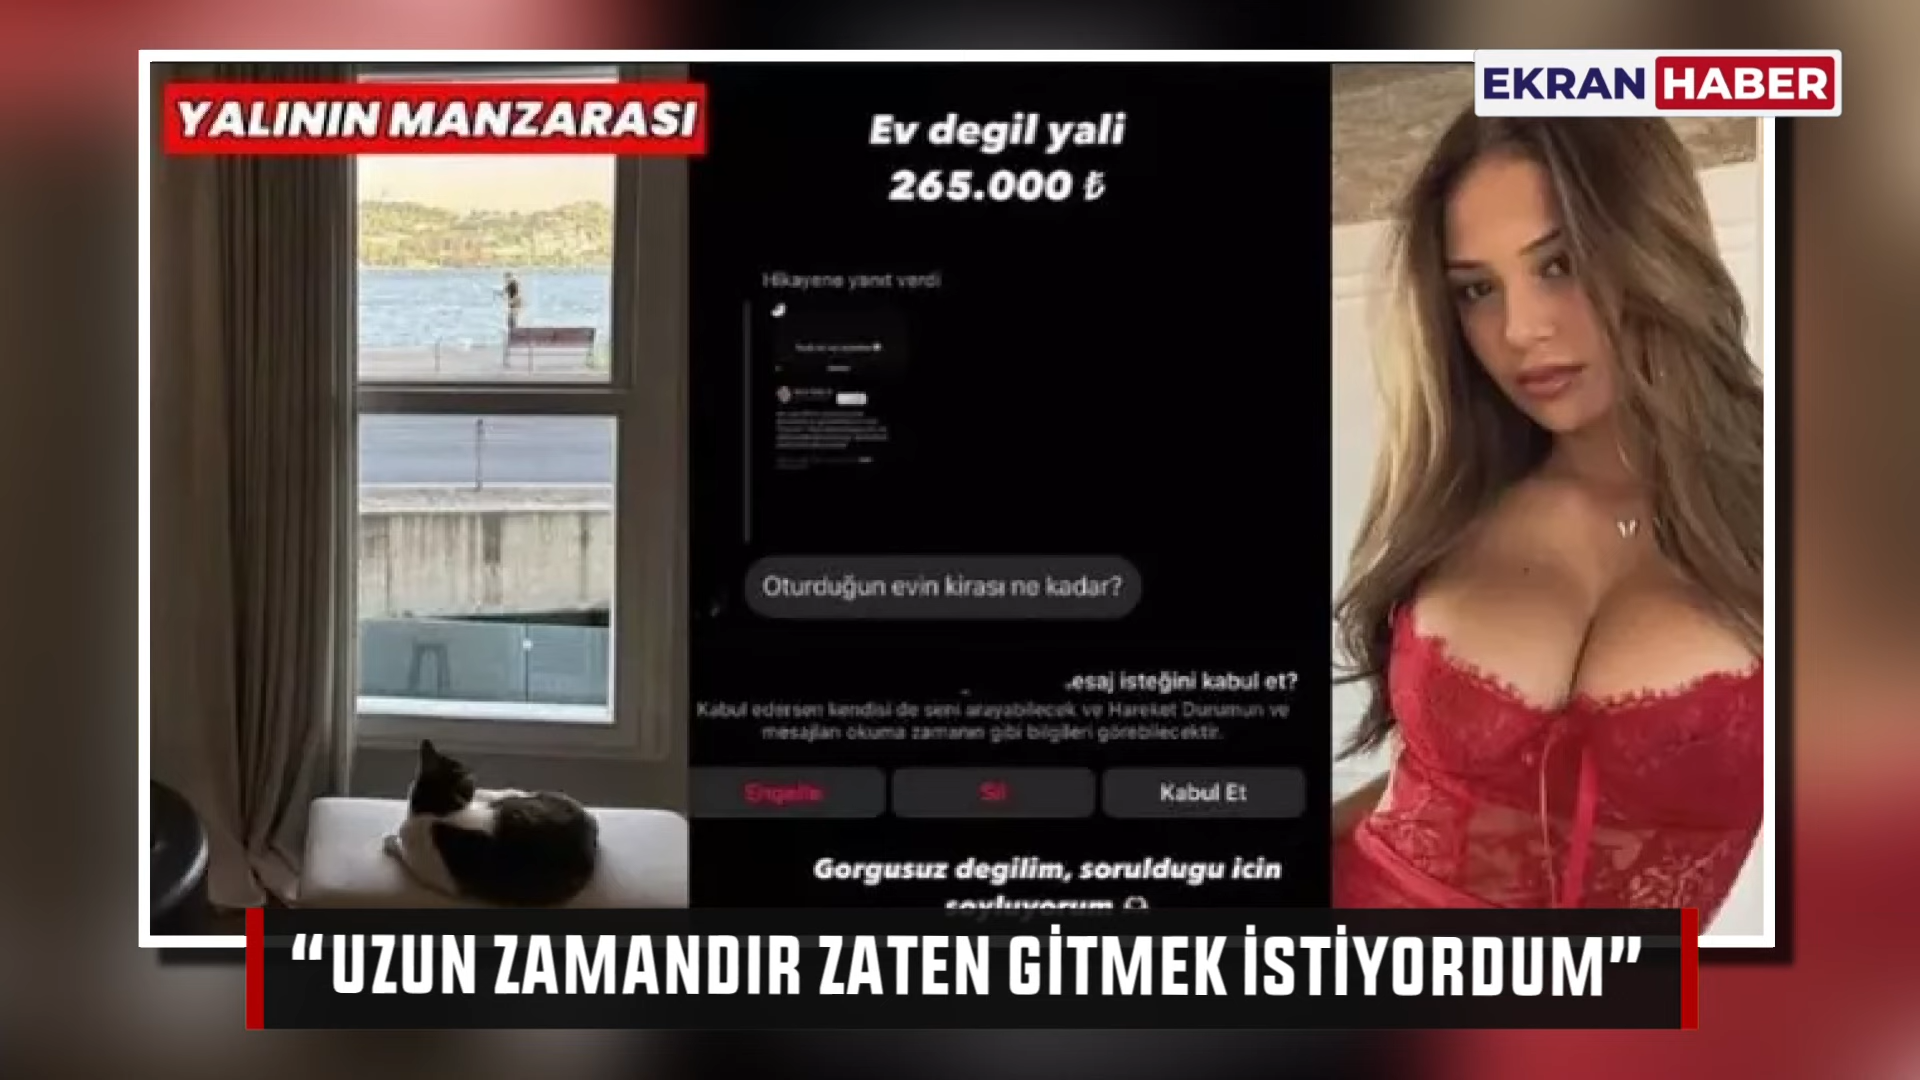 EKRAN HABER
YALININ MANZARASI
Ev degil yali
265.000 ₺
Hikayene yanıt verdi
Oturduğun evin kirası ne kadar?
esaj isteğini kabul et?
Kabul edersen kendisi de seni arayabilecek ve Hareket Durumun ve
mesajları okuma zamanın gibi bilgileri görebilecektir.
Engelle
Sil
Kabul Et
Gorgusuz degilim, soruldugu icin
soyluyorum
“UZUN ZAMANDIR ZATEN GİTMEK İSTİYORDUM”